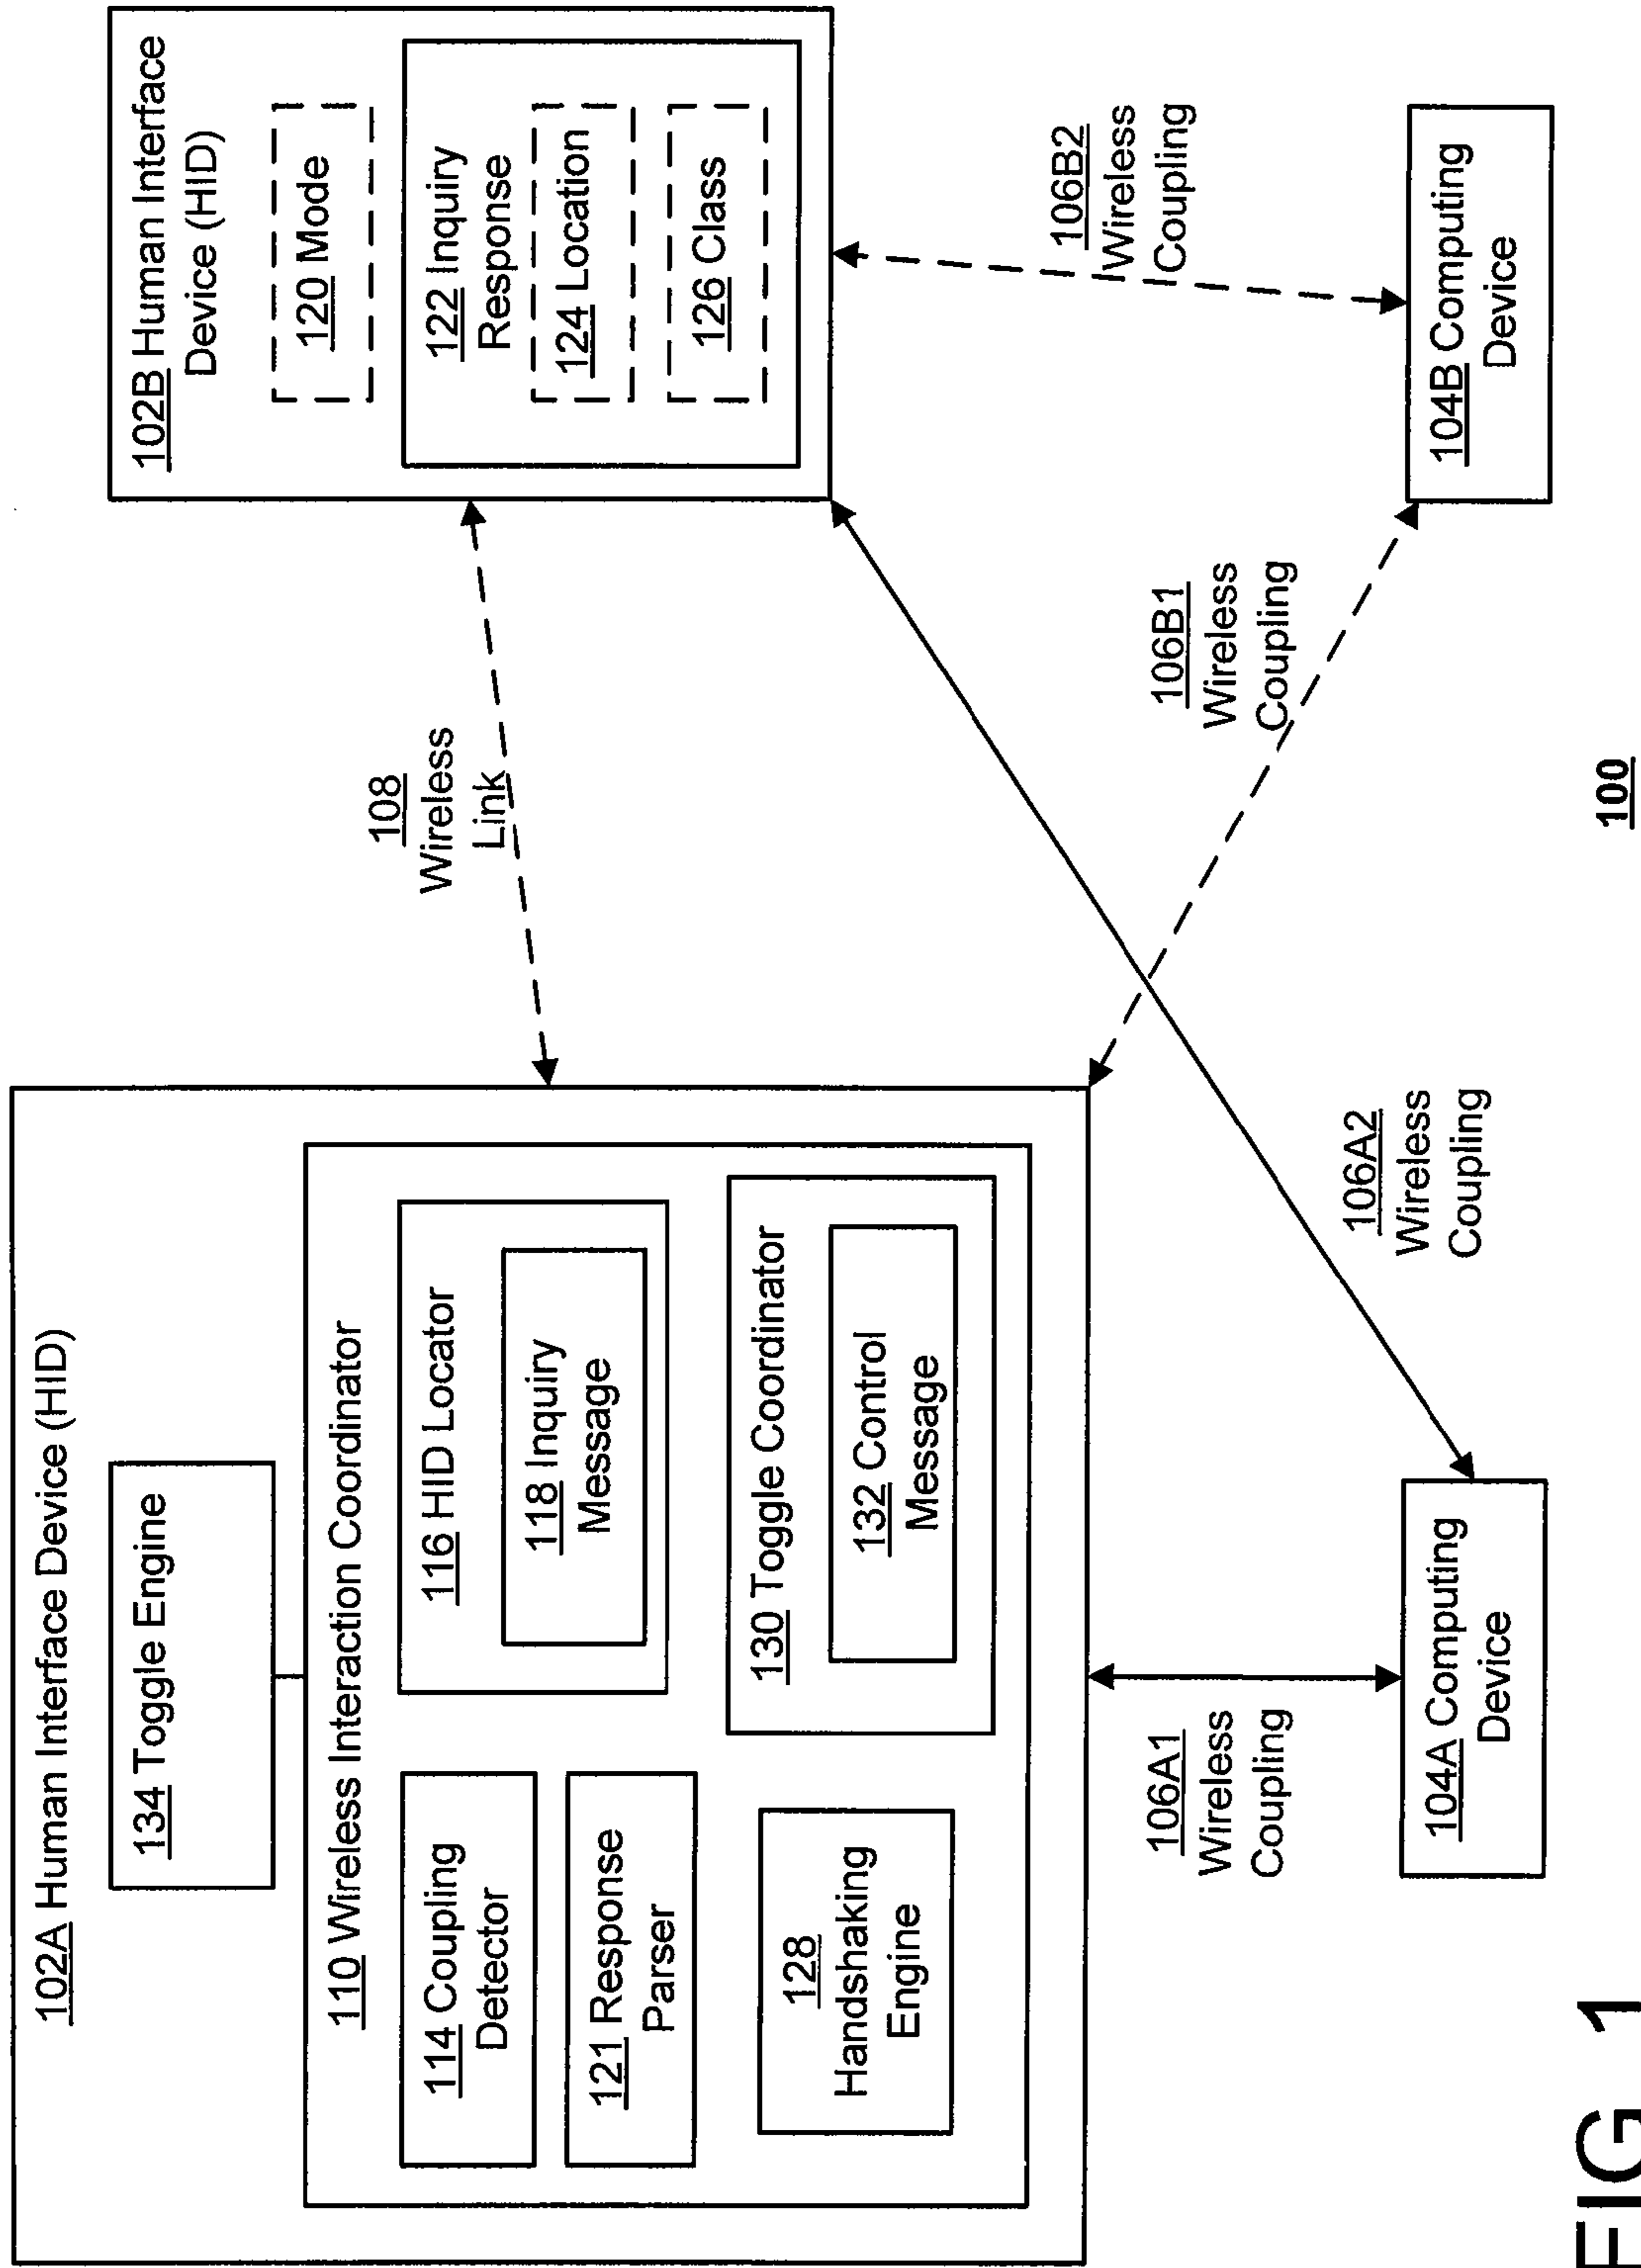 102A Human Interface Device (HID)
134 Toggle Engine
110 Wireless Interaction Coordinator
114 Coupling
Detector
121 Response
Parser
128
Handshaking
Engine
116 HID Locator
118 Inquiry
Message
130 Toggle Coordinator
132 Control
Message
108
Wireless
Link
102B Human Interface
Device (HID)
120 Mode
122 Inquiry
Response
124 Location
126 Class
106A1
Wireless
Coupling
106A2
Wireless
Coupling
106B1
Wireless
Coupling
106B2
Wireless
Coupling
104A Computing
Device
104B Computing
Device
100
FIG 1